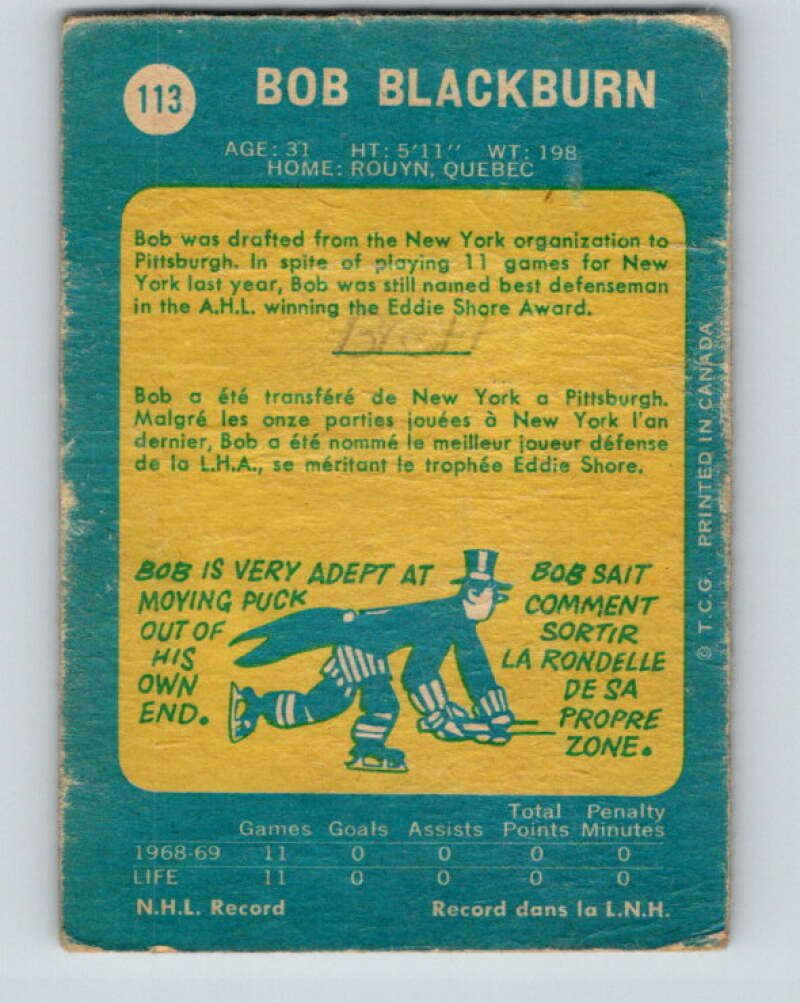 113
BOB BLACKBURN
AGE: 31 HT: 5'11" WT: 198
HOME: ROUYN, QUEBEC
Bob was drafted from the New York organization to
Pittsburgh. In spite of playing 11 games for New
York last year, Bob was still named best defenseman
in the A.H.L. winning the Eddie Shore Award.
Bob a été transféré de New York a Pittsburgh.
Malgré les onze parties jouées à New York l'an
dernier, Bob a été nommé le meilleur joueur défense
de la L.H.A., se méritant le trophée Eddie Shore.
BOB IS VERY ADEPT AT
MOVING PUCK
OUT OF
HIS
OWN
END.
BOB SAIT
COMMENT
SORTIR
LA RONDELLE
DE SA
PROPRE
ZONE.
© T.C.G. PRINTED IN CANADA
Total Penalty
Games Goals Assists Points Minutes
1968-69 11 0 0 0 0
LIFE 11 0 0 0 0
N.H.L. Record Record dans la L.N.H.